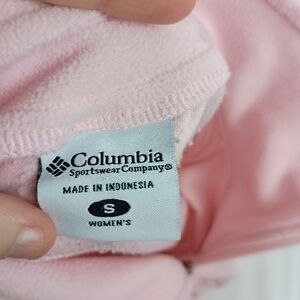 Columbia
Sportswear Company®
MADE IN INDONESIA
S
WOMEN'S